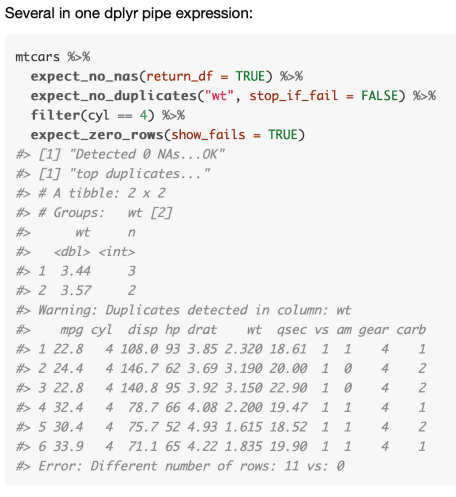 Several in one dplyr pipe expression:
mtcars %>%
  expect_no_nas(return_df = TRUE) %>%
  expect_no_duplicates("wt", stop_if_fail = FALSE) %>%
  filter(cyl == 4) %>%
  expect_zero_rows(show_fails = TRUE)
#> [1] "Detected 0 NAs...OK"
#> [1] "top duplicates..."
#> # A tibble: 2 x 2
#> # Groups:   wt [2]
#>      wt     n
#>   <dbl> <int>
#> 1  3.44     3
#> 2  3.57     2
#> Warning: Duplicates detected in column: wt
#>    mpg cyl  disp hp drat    wt  qsec vs am gear carb
#> 1 22.8   4 108.0 93 3.85 2.320 18.61  1  1    4    1
#> 2 24.4   4 146.7 62 3.69 3.190 20.00  1  0    4    2
#> 3 22.8   4 140.8 95 3.92 3.150 22.90  1  0    4    2
#> 4 32.4   4  78.7 66 4.08 2.200 19.47  1  1    4    1
#> 5 30.4   4  75.7 52 4.93 1.615 18.52  1  1    4    2
#> 6 33.9   4  71.1 65 4.22 1.835 19.90  1  1    4    1
#> Error: Different number of rows: 11 vs: 0